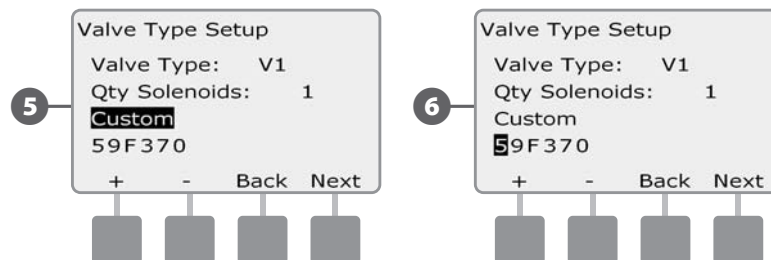 5
Valve Type Setup
Valve Type: V1
Qty Solenoids: 1
Custom
59F370
+ - Back Next
6
Valve Type Setup
Valve Type: V1
Qty Solenoids: 1
Custom
59F370
+ - Back Next